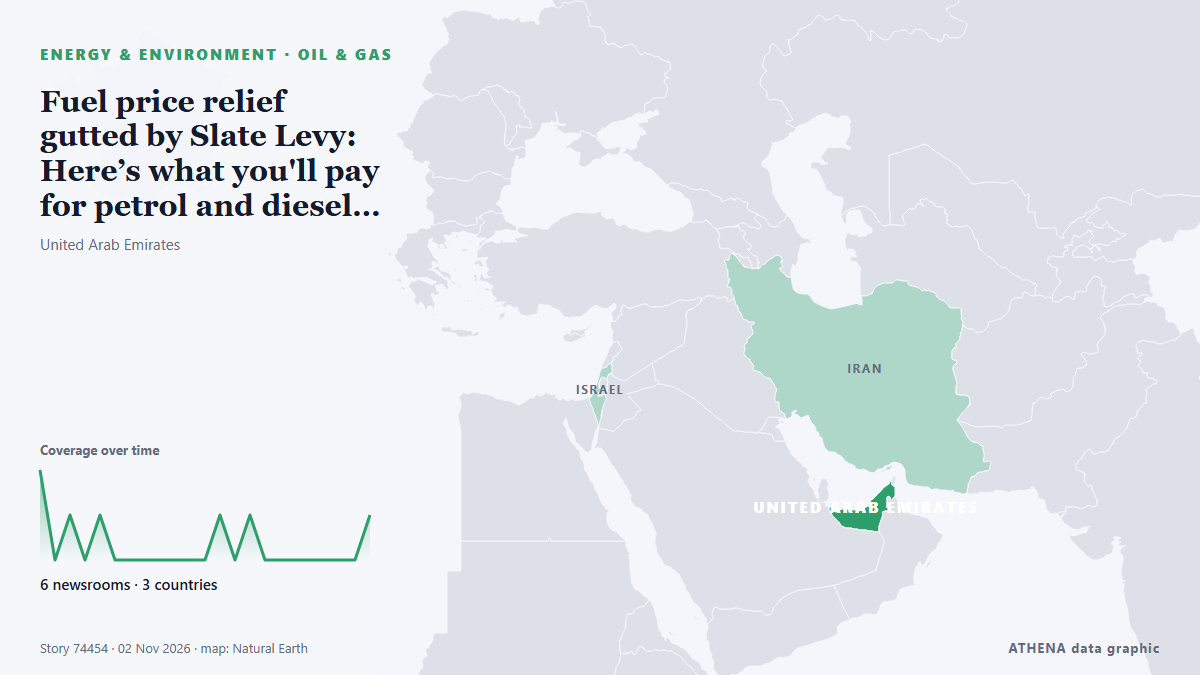 ENERGY & ENVIRONMENT · OIL & GAS
Fuel price relief
gutted by Slate Levy:
Here’s what you'll pay
for petrol and diesel...
United Arab Emirates
IRAN
ISRAEL
UNITED ARAB EMIRATES
Coverage over time
6 newsrooms · 3 countries
Story 74454 · 02 Nov 2026 · map: Natural Earth
ATHENA data graphic